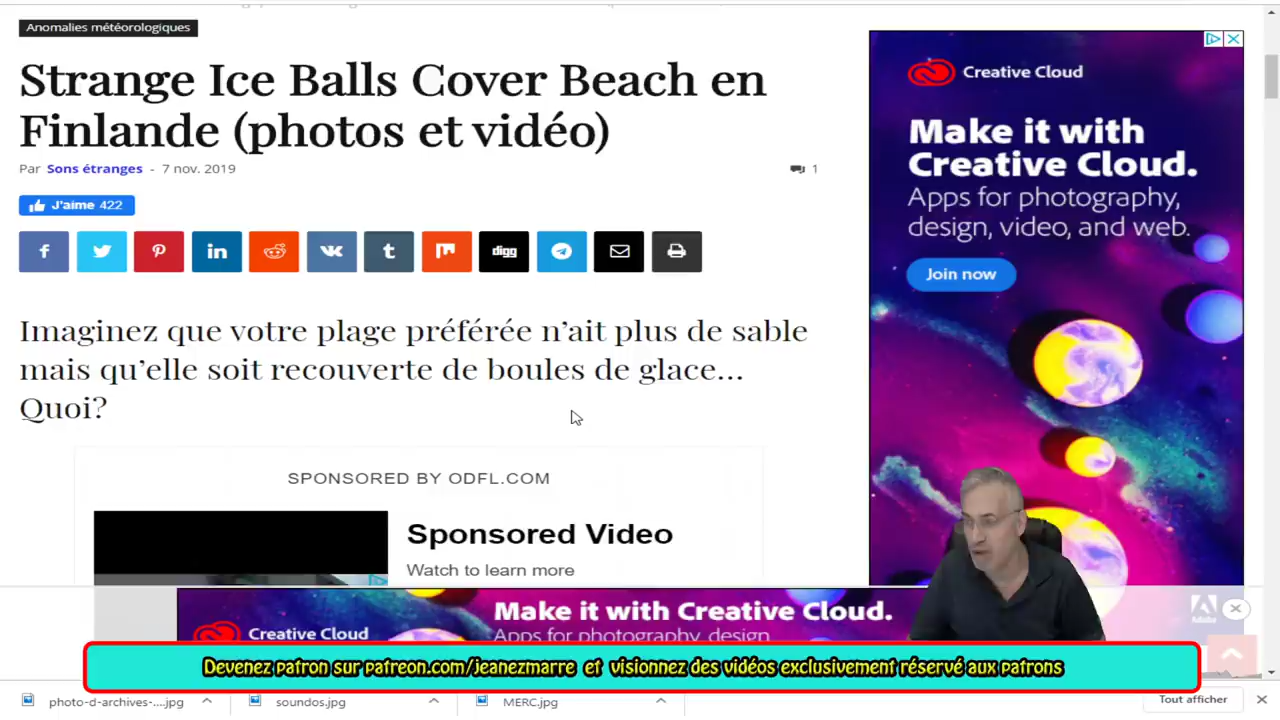 Anomalies météorologiques
Strange Ice Balls Cover Beach en
Finlande (photos et vidéo)
Par Sons étranges - 7 nov. 2019
1
J'aime 422
digg
Imaginez que votre plage préférée n’ait plus de sable
mais qu’elle soit recouverte de boules de glace…
Quoi?
SPONSORED BY ODFL.COM
Sponsored Video
Watch to learn more
Creative Cloud
Make it with
Creative Cloud.
Apps for photography,
design, video, and web.
Join now
Make it with Creative Cloud.
Creative Cloud
Apps for photography, design
Adobe
Devenez patron sur patreon.com/jeanezmarre et visionnez des vidéos exclusivement réservé aux patrons
photo-d-archives-....jpg
soundos.jpg
MERC.jpg
Tout afficher